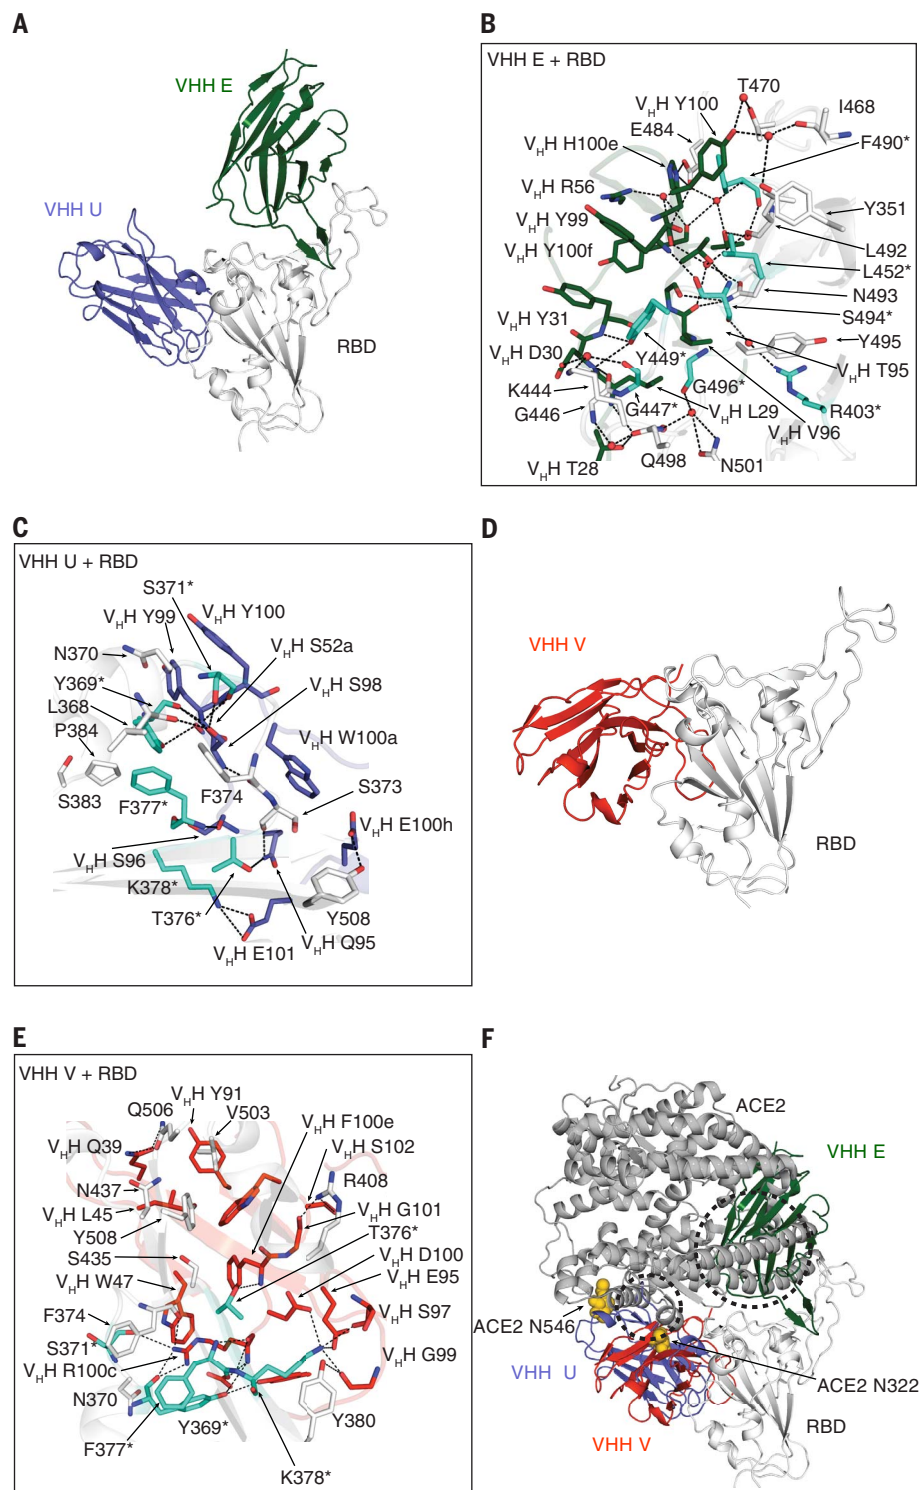 A
VHH E
VHH U
RBD
B
VHH E + RBD
T470
VHH Y100
I468
E484
F490*
VHH H100e
VHH R56
Y351
VHH Y99
VHH Y100f
L492
L452*
N493
S494*
VHH Y31
Y495
VHH D30
Y449*
VHH T95
K444
G496*
R403*
G446
G447*
VHH L29
VHH V96
Q498
N501
VHH T28
C
VHH U + RBD
S371*
VHH Y99
VHH Y100
N370
VHH S52a
Y369*
VHH S98
L368
P384
VHH W100a
S383
F377*
F374
S373
VHH E100h
VHH S96
K378*
T376*
Y508
VHH E101
VHH Q95
D
VHH V
RBD
E
VHH V + RBD
VHH Y91
Q506
V503
VHH F100e
VHH Q39
VHH S102
R408
N437
VHH L45
VHH G101
Y508
T376*
S435
VHH D100
VHH W47
VHH E95
F374
VHH S97
S371*
VHH R100c
VHH G99
N370
Y369*
Y380
F377*
K378*
F
ACE2
VHH E
ACE2 N546
VHH U
ACE2 N322
RBD
VHH V